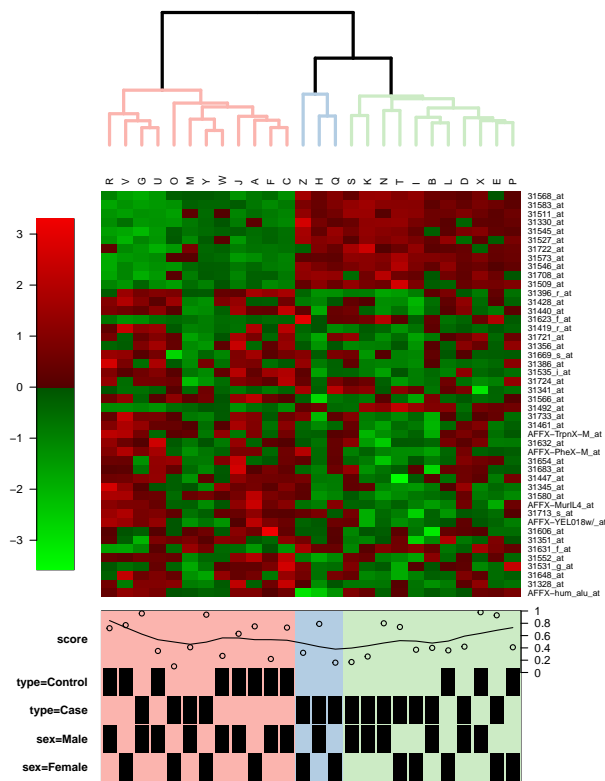 R V G U O M Y W J A F C Z H Q S K N T I B L D X E P
31568_at
31583_at
31511_at
31330_at
31545_at
31527_at
31722_at
31573_at
31546_at
31708_at
31509_at
31396_r_at
31428_at
31440_at
31623_f_at
31419_r_at
31721_at
31356_at
31669_s_at
31386_at
31535_i_at
31724_at
31341_at
31566_at
31492_at
31733_at
31461_at
AFFX−TrpnX−M_at
31632_at
AFFX−PheX−M_at
31654_at
31683_at
31447_at
31345_at
31580_at
AFFX−MurIL4_at
31713_s_at
AFFX−YEL018w/_at
31606_at
31351_at
31631_f_at
31552_at
31531_g_at
31648_at
31328_at
AFFX−hum_alu_at
3
2
1
0
−1
−2
−3
score
1
0.8
0.6
0.4
0.2
0
type=Control
type=Case
sex=Male
sex=Female